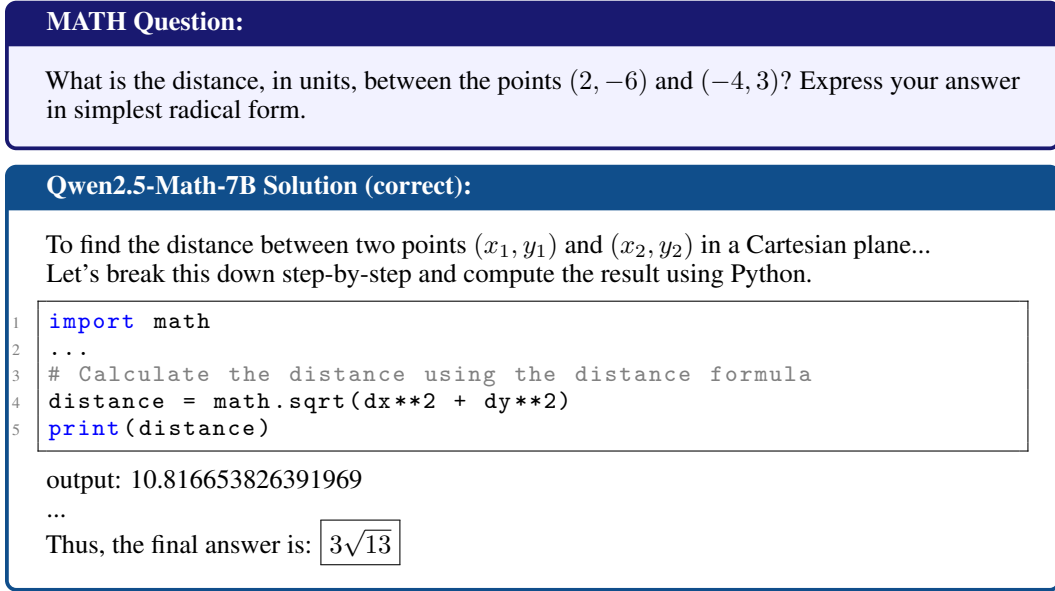 MATH Question:
What is the distance, in units, between the points (2, −6) and (−4, 3)? Express your answer
in simplest radical form.
Qwen2.5-Math-7B Solution (correct):
To find the distance between two points (x₁, y₁) and (x₂, y₂) in a Cartesian plane...
Let's break this down step-by-step and compute the result using Python.
1 import math
2 ...
3 # Calculate the distance using the distance formula
4 distance = math.sqrt(dx**2 + dy**2)
5 print(distance)
output: 10.816653826391969
...
Thus, the final answer is: 3√13